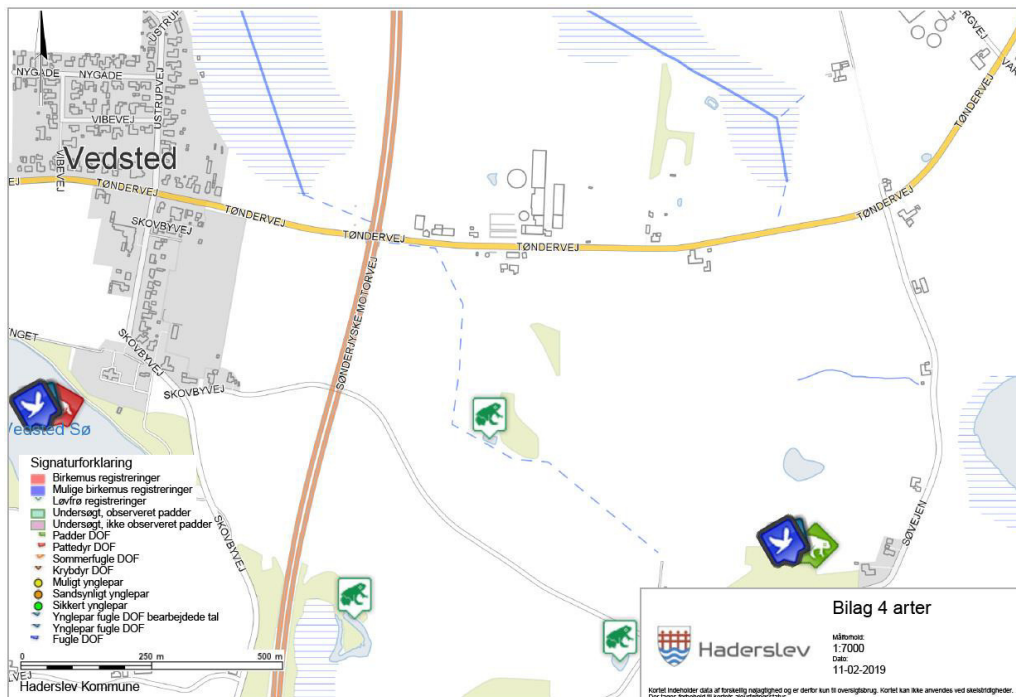 USTRUPVEJ
NYGADE
NYGADE
USTRUPVEJ
VIBEVEJ
VIBEVEJ
Vedsted
TØNDERVEJ
TØNDERVEJ
TØNDERVEJ
TØNDERVEJ
TØNDERVEJ
TØNDERVEJ
SKOVBYVEJ
SØNDERJYSKE MOTORVEJ
SKOVBYVEJ
SKOVBYVEJ
SKOVBYVEJ
SØVEJEN
Vedsted Sø
Signaturforklaring
Birkemus registreringer
Mulige birkemus registreringer
Løvfrø registreringer
Undersøgt, observeret padder
Undersøgt, ikke observeret padder
Padder DOF
Pattedyr DOF
Sommerfugle DOF
Krybdyr DOF
Muligt ynglepar
Sandsynligt ynglepar
Sikkert ynglepar
Ynglepar fugle DOF bearbejdede tal
Ynglepar fugle DOF
Fugle DOF
0 250 m 500 m
Haderslev Kommune
Bilag 4 arter
Haderslev
Målforhold:
1:7000
Dato:
11-02-2019
Kortet indeholder data af forskellig nøjagtighed og er derfor kun til oversigtsbrug. Kortet kan ikke anvendes ved skelstridigheder.